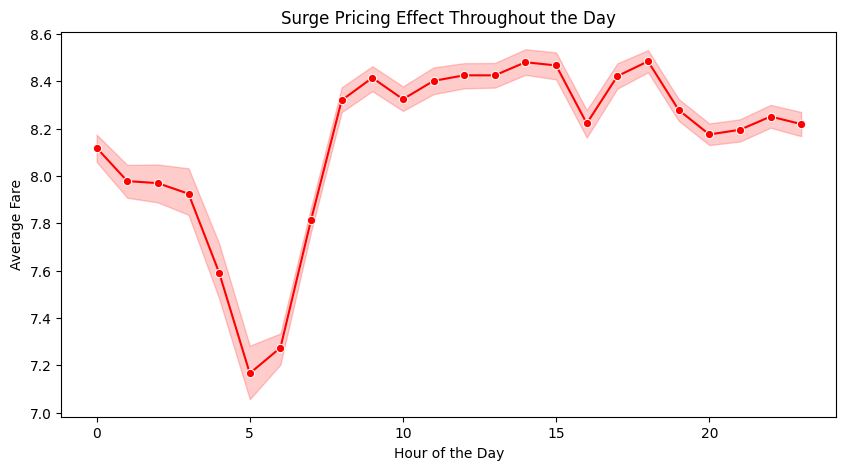 Surge Pricing Effect Throughout the Day
8.6
8.4
8.2
8.0
7.8
7.6
7.4
7.2
7.0
Average Fare
0 5 10 15 20
Hour of the Day